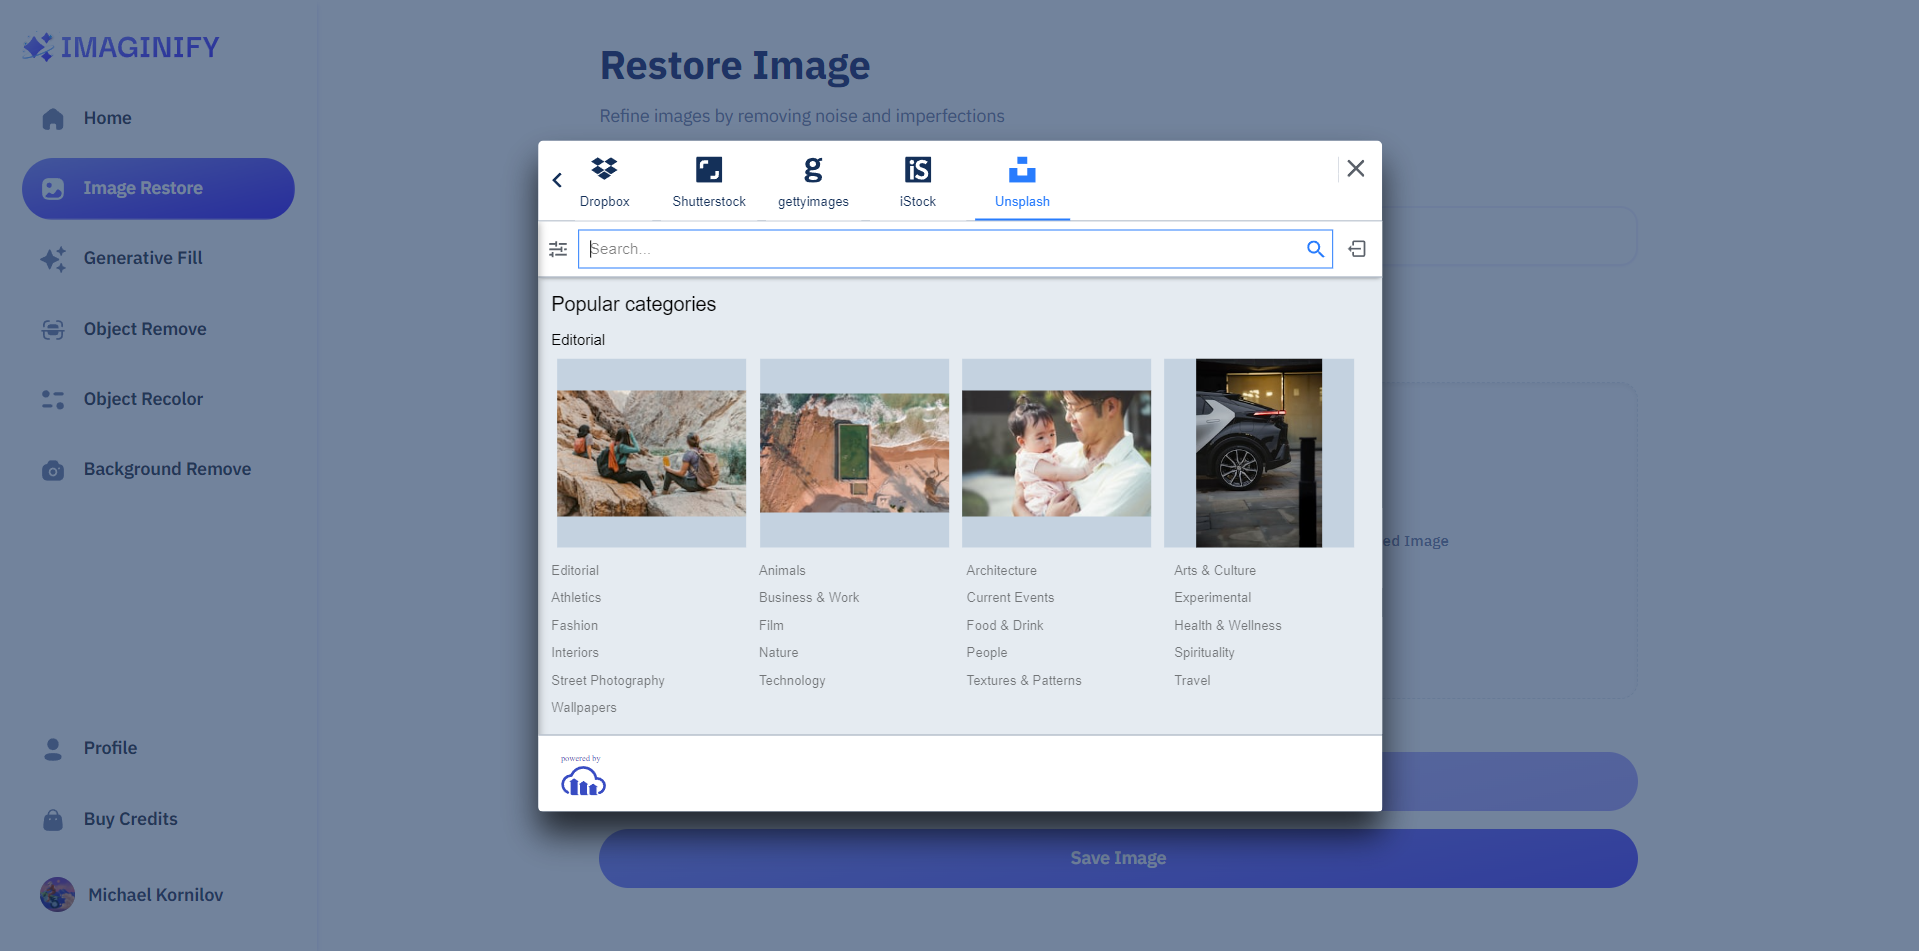 IMAGINIFY
Home
Image Restore
Generative Fill
Object Remove
Object Recolor
Background Remove
Profile
Buy Credits
Michael Kornilov
Restore Image
Refine images by removing noise and imperfections
Dropbox
Shutterstock
gettyimages
iStock
Unsplash
Search...
Popular categories
Editorial
Editorial Animals Architecture Arts & Culture
Athletics Business & Work Current Events Experimental
Fashion Film Food & Drink Health & Wellness
Interiors Nature People Spirituality
Street Photography Technology Textures & Patterns Travel
Wallpapers
powered by
ed Image
Save Image